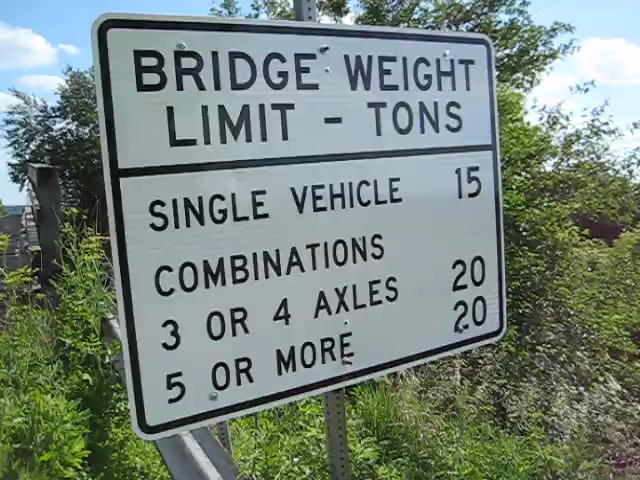 BRIDGE WEIGHT
LIMIT - TONS
SINGLE VEHICLE 15
COMBINATIONS
3 OR 4 AXLES 20
5 OR MORE 20